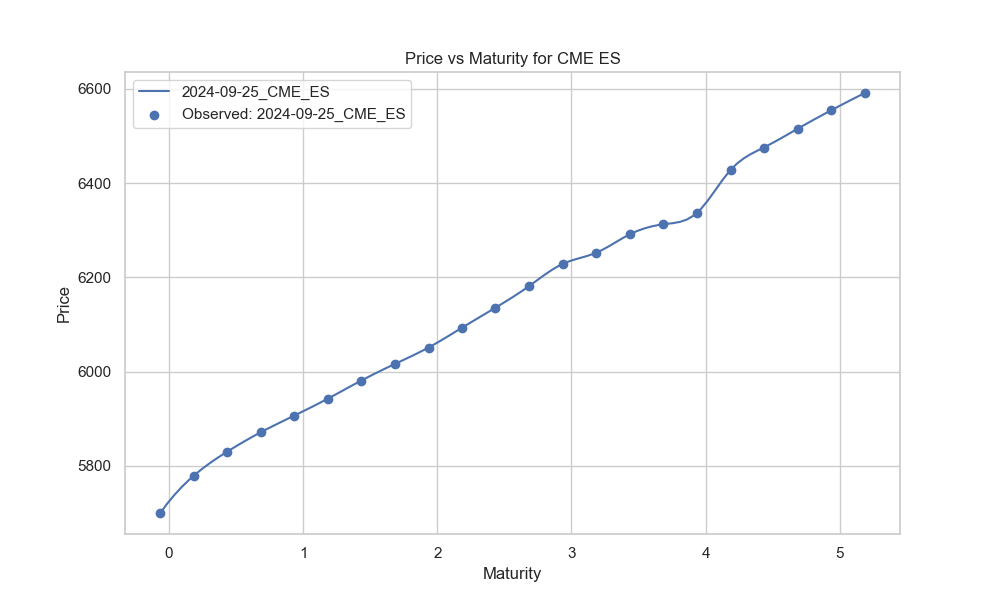 Price vs Maturity for CME ES
2024-09-25_CME_ES
Observed: 2024-09-25_CME_ES
6600
6400
6200
6000
5800
Price
0 1 2 3 4 5
Maturity